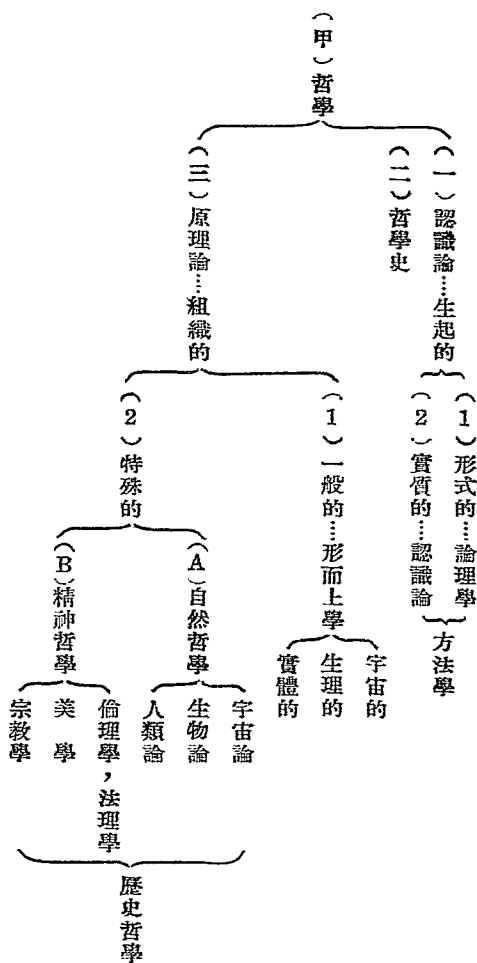 （甲）哲學
（一）認識論…生起的
（1）形式的…論理學
（2）實質的…認識論
方法學
（二）哲學史
（三）原理論…組織的
（1）一般的…形而上學
宇宙的
生理的
實體的
（2）特殊的
（A）自然哲學
宇宙論
生物論
人類論
（B）精神哲學
倫理學，法理學
美學
宗教學
歷史哲學